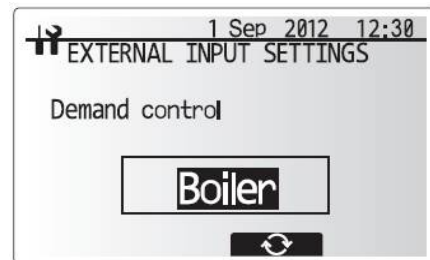 1 Sep 2012 12:30
EXTERNAL INPUT SETTINGS
Demand control
Boiler